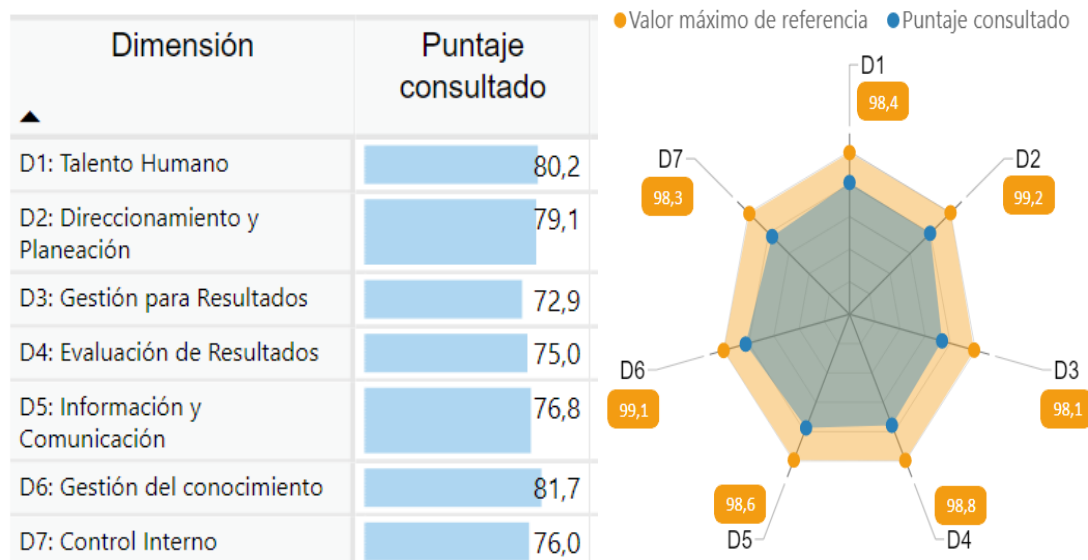 Dimensión
Puntaje
consultado
D1: Talento Humano
80,2
D2: Direccionamiento y
Planeación
79,1
D3: Gestión para Resultados
72,9
D4: Evaluación de Resultados
75,0
D5: Información y
Comunicación
76,8
D6: Gestión del conocimiento
81,7
D7: Control Interno
76,0
Valor máximo de referencia
Puntaje consultado
D1
98,4
D7
98,3
D2
99,2
D6
99,1
D3
98,1
98,6
D5
98,8
D4